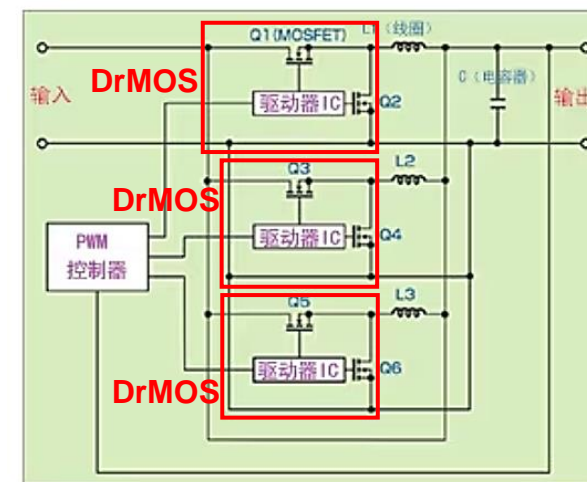 Q1(MOSFET)
L1（线圈）
DrMOS
C（电容器）
输入
驱动器IC
Q2
输出
Q3
L2
DrMOS
驱动器IC
Q4
PWM
控制器
Q5
L3
驱动器IC
Q6
DrMOS